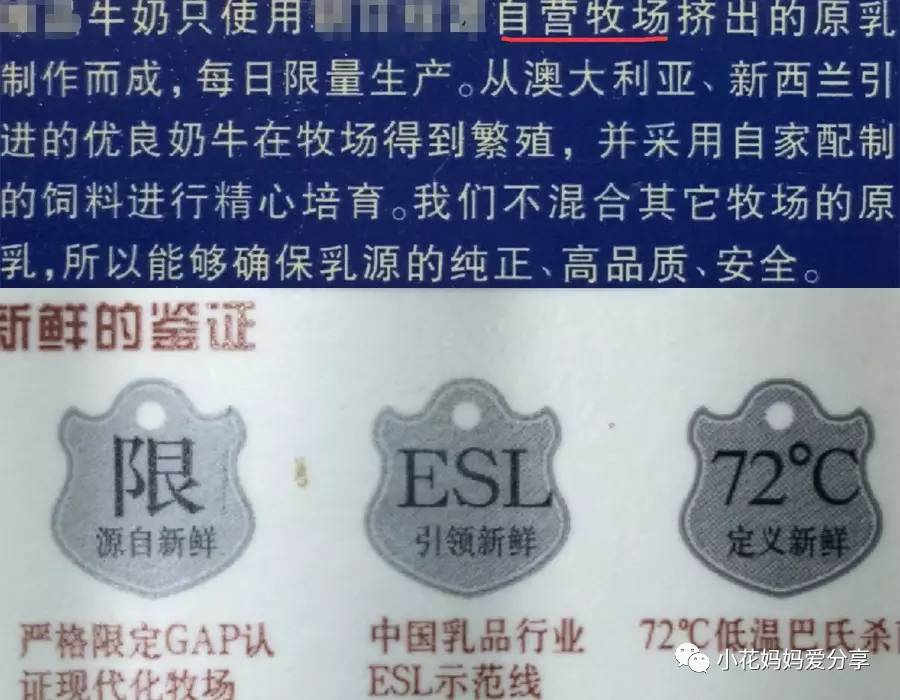 牛奶只使用 自营牧场挤出的原乳
制作而成，每日限量生产。从澳大利亚、新西兰引
进的优良奶牛在牧场得到繁殖，并采用自家配制
的饲料进行精心培育。我们不混合其它牧场的原
乳，所以能够确保乳源的纯正、高品质、安全。
新鲜的鉴证
限
源自新鲜
严格限定GAP认
证现代化牧场
ESL
引领新鲜
中国乳品行业
ESL示范线
72℃
定义新鲜
72℃低温巴氏杀
小花妈妈爱分享